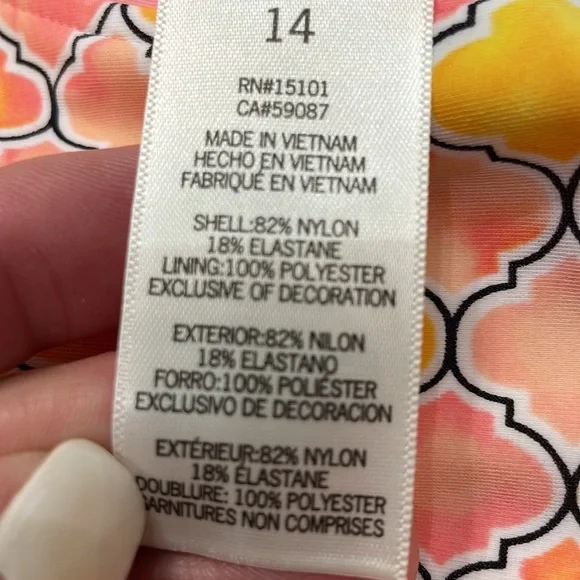 14
RN#15101
CA#59087
MADE IN VIETNAM
HECHO EN VIETNAM
FABRIQUÉ EN VIETNAM
SHELL:82% NYLON
18% ELASTANE
LINING:100% POLYESTER
EXCLUSIVE OF DECORATION
EXTERIOR:82% NILON
18% ELASTANO
FORRO:100% POLIÉSTER
EXCLUSIVO DE DECORACION
EXTÉRIEUR:82% NYLON
18% ÉLASTANE
DOUBLURE: 100% POLYESTER
GARNITURES NON COMPRISES